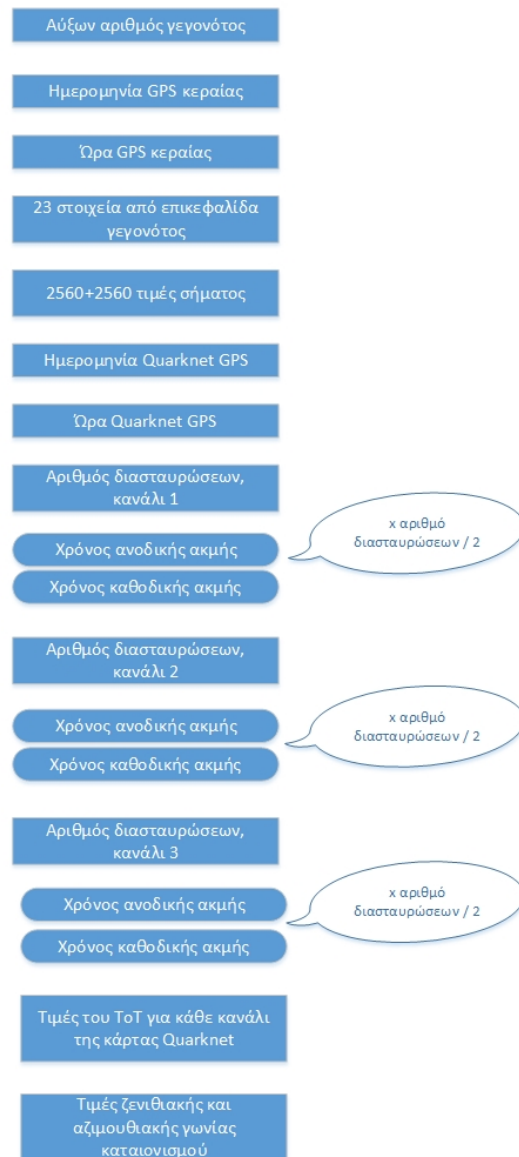 Αύξων αριθμός γεγονότος
Ημερομηνία GPS κεραίας
Ώρα GPS κεραίας
23 στοιχεία από επικεφαλίδα
γεγονότος
2560+2560 τιμές σήματος
Ημερομηνία Quarknet GPS
Ώρα Quarknet GPS
Αριθμός διασταυρώσεων,
κανάλι 1
Χρόνος ανοδικής ακμής
Χρόνος καθοδικής ακμής
x αριθμό
διασταυρώσεων / 2
Αριθμός διασταυρώσεων,
κανάλι 2
Χρόνος ανοδικής ακμής
Χρόνος καθοδικής ακμής
x αριθμό
διασταυρώσεων / 2
Αριθμός διασταυρώσεων,
κανάλι 3
Χρόνος ανοδικής ακμής
Χρόνος καθοδικής ακμής
x αριθμό
διασταυρώσεων / 2
Τιμές του ToT για κάθε κανάλι
της κάρτας Quarknet
Τιμές ζενιθιακής και
αζιμουθιακής γωνίας
καταιονισμού